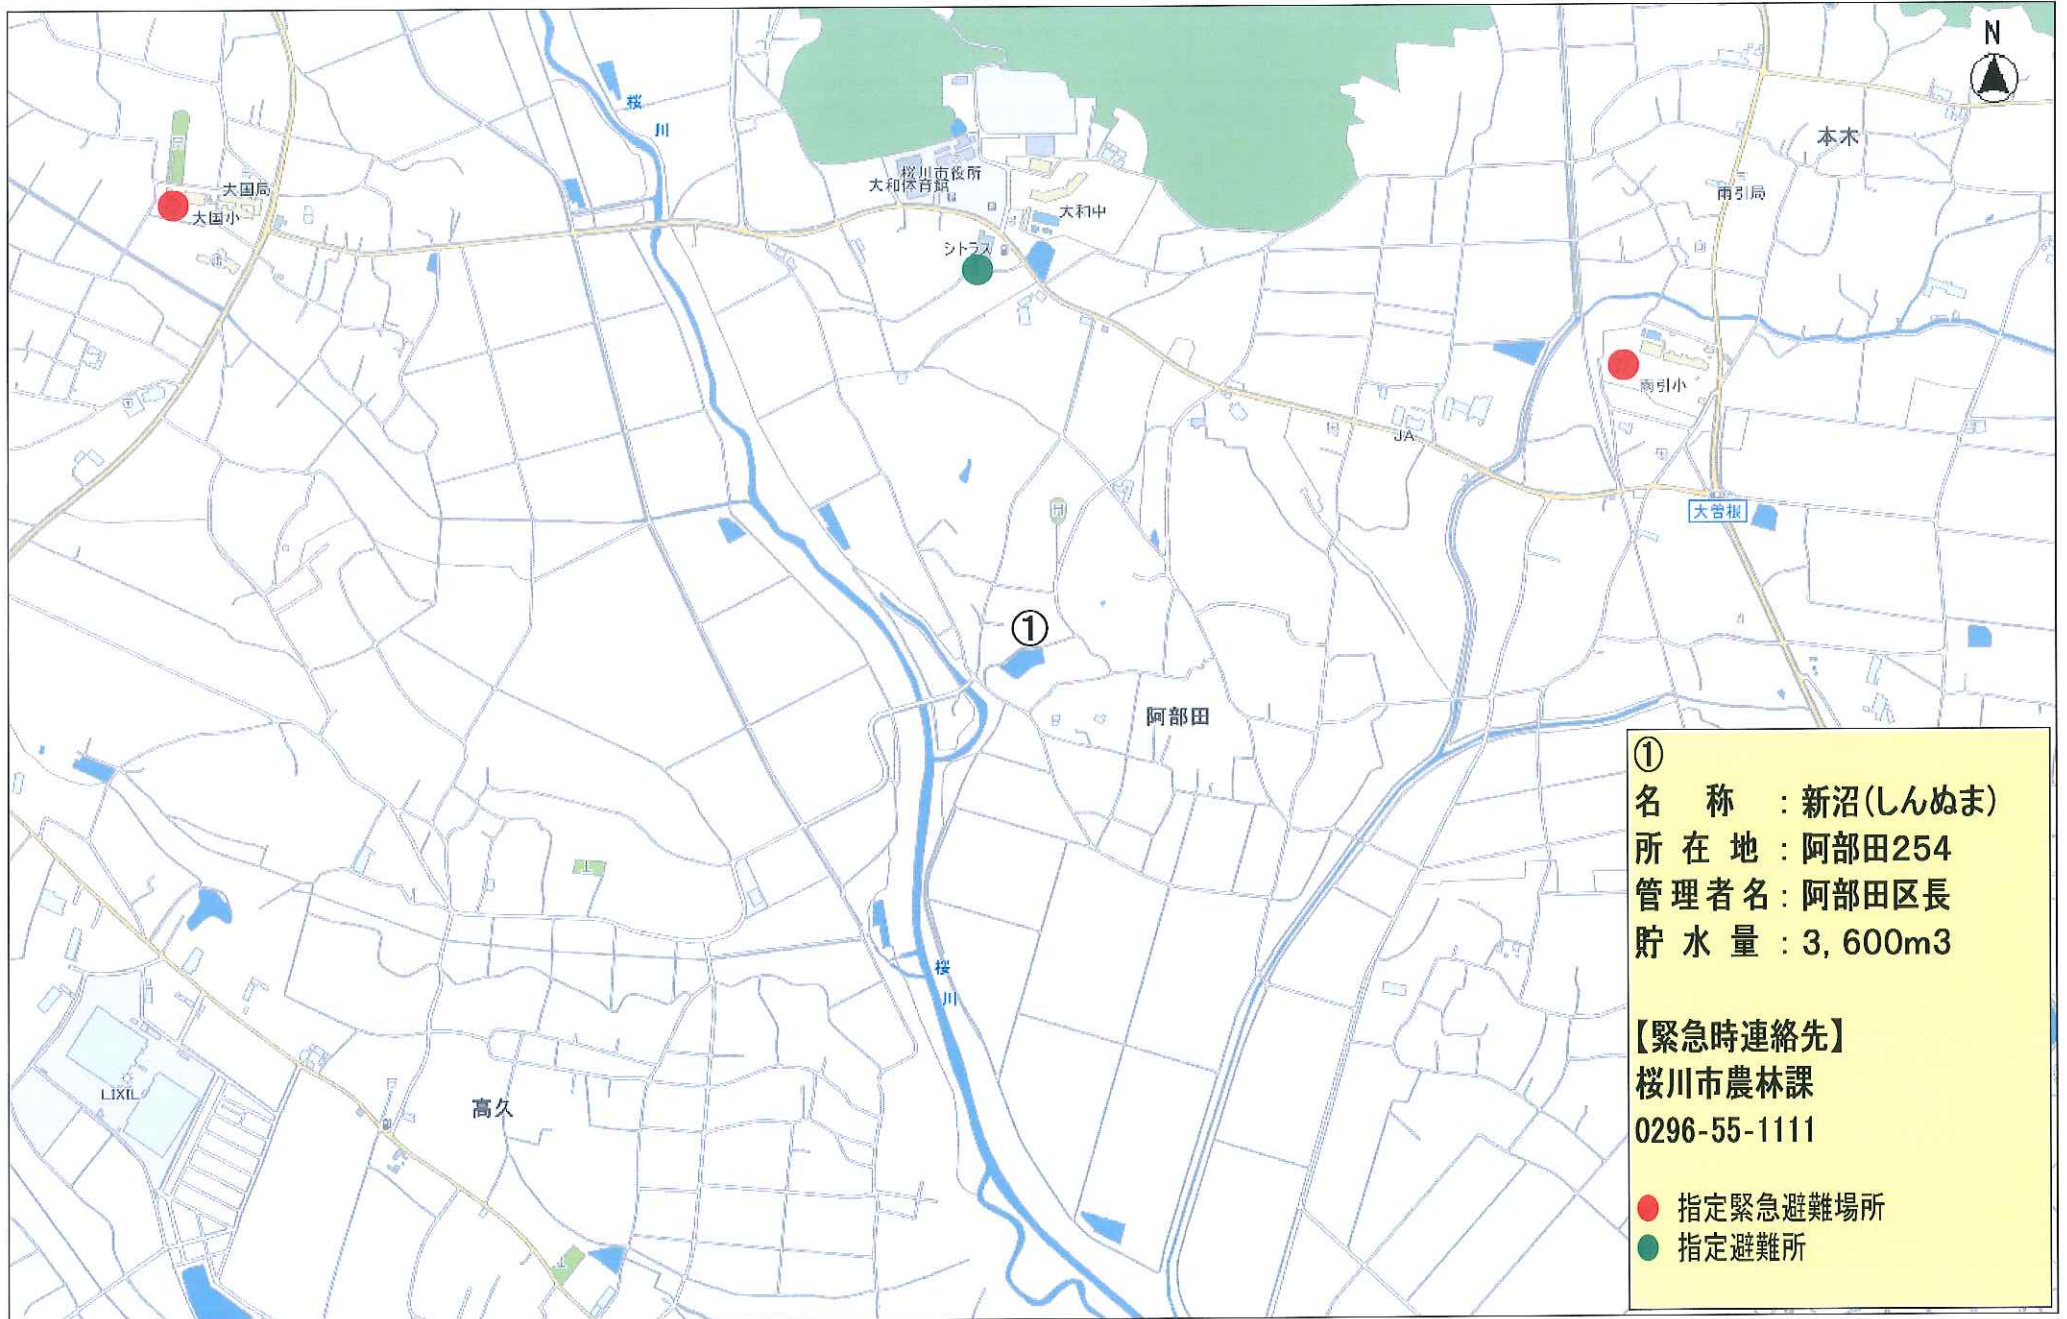 N
桜
川
本木
桜川市役所
大和体育館
大国局
大国小
大和中
雨引局
シトラス
雨引小
JA
大曽根
①
阿部田
桜
川
LIXIL
高久
①
名 称 : 新沼(しんぬま)
所 在 地 : 阿部田254
管理者名 : 阿部田区長
貯 水 量 : 3, 600m3
【緊急時連絡先】
桜川市農林課
0296-55-1111
指定緊急避難場所
指定避難所